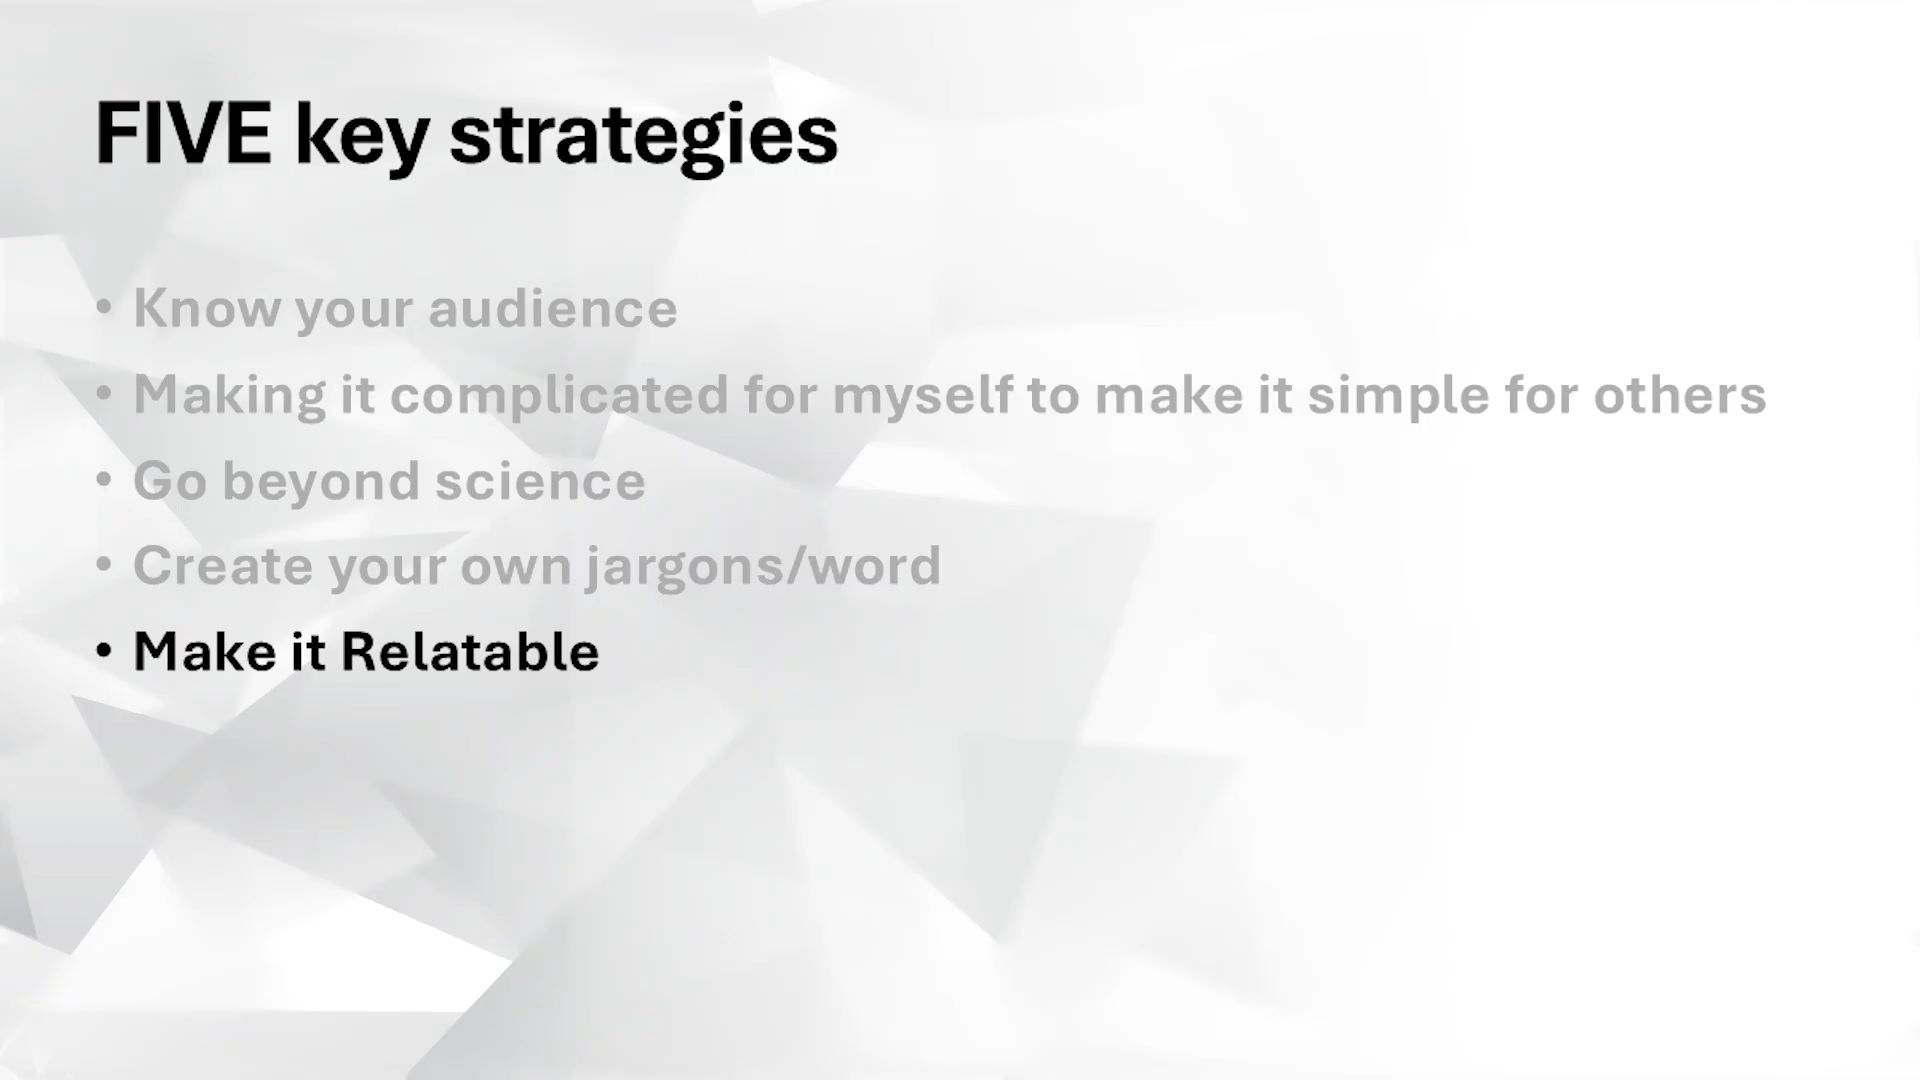 FIVE key strategies
• Know your audience
• Making it complicated for myself to make it simple for others
• Go beyond science
• Create your own jargons/word
• Make it Relatable